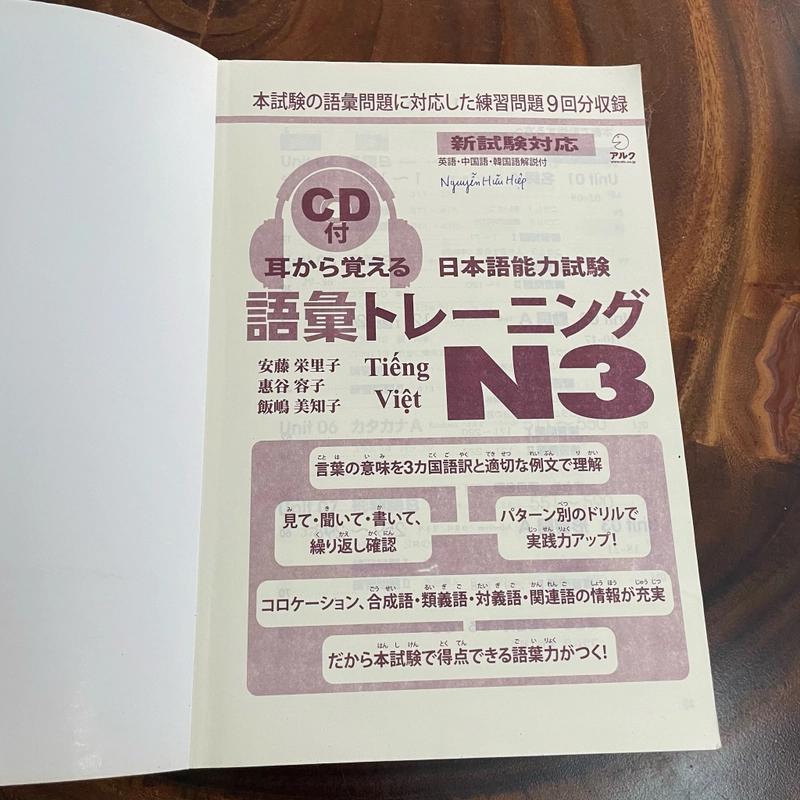 本試験の語彙問題に対応した練習問題9回分収録
新試験対応
英語・中国語・韓国語解説付
アルク
Nguyễn Hữu Hiệp
CD
付
耳から覚える 日本語能力試験
語彙トレーニング
安藤 栄里子
惠谷 容子
飯嶋 美知子
Tiếng
Việt
N3
言葉の意味を3カ国語訳と適切な例文で理解
見て・聞いて・書いて、
繰り返し確認
パターン別のドリルで
実践力アップ!
コロケーション、合成語・類義語・対義語・関連語の情報が充実
だから本試験で得点できる語彙力がつく!